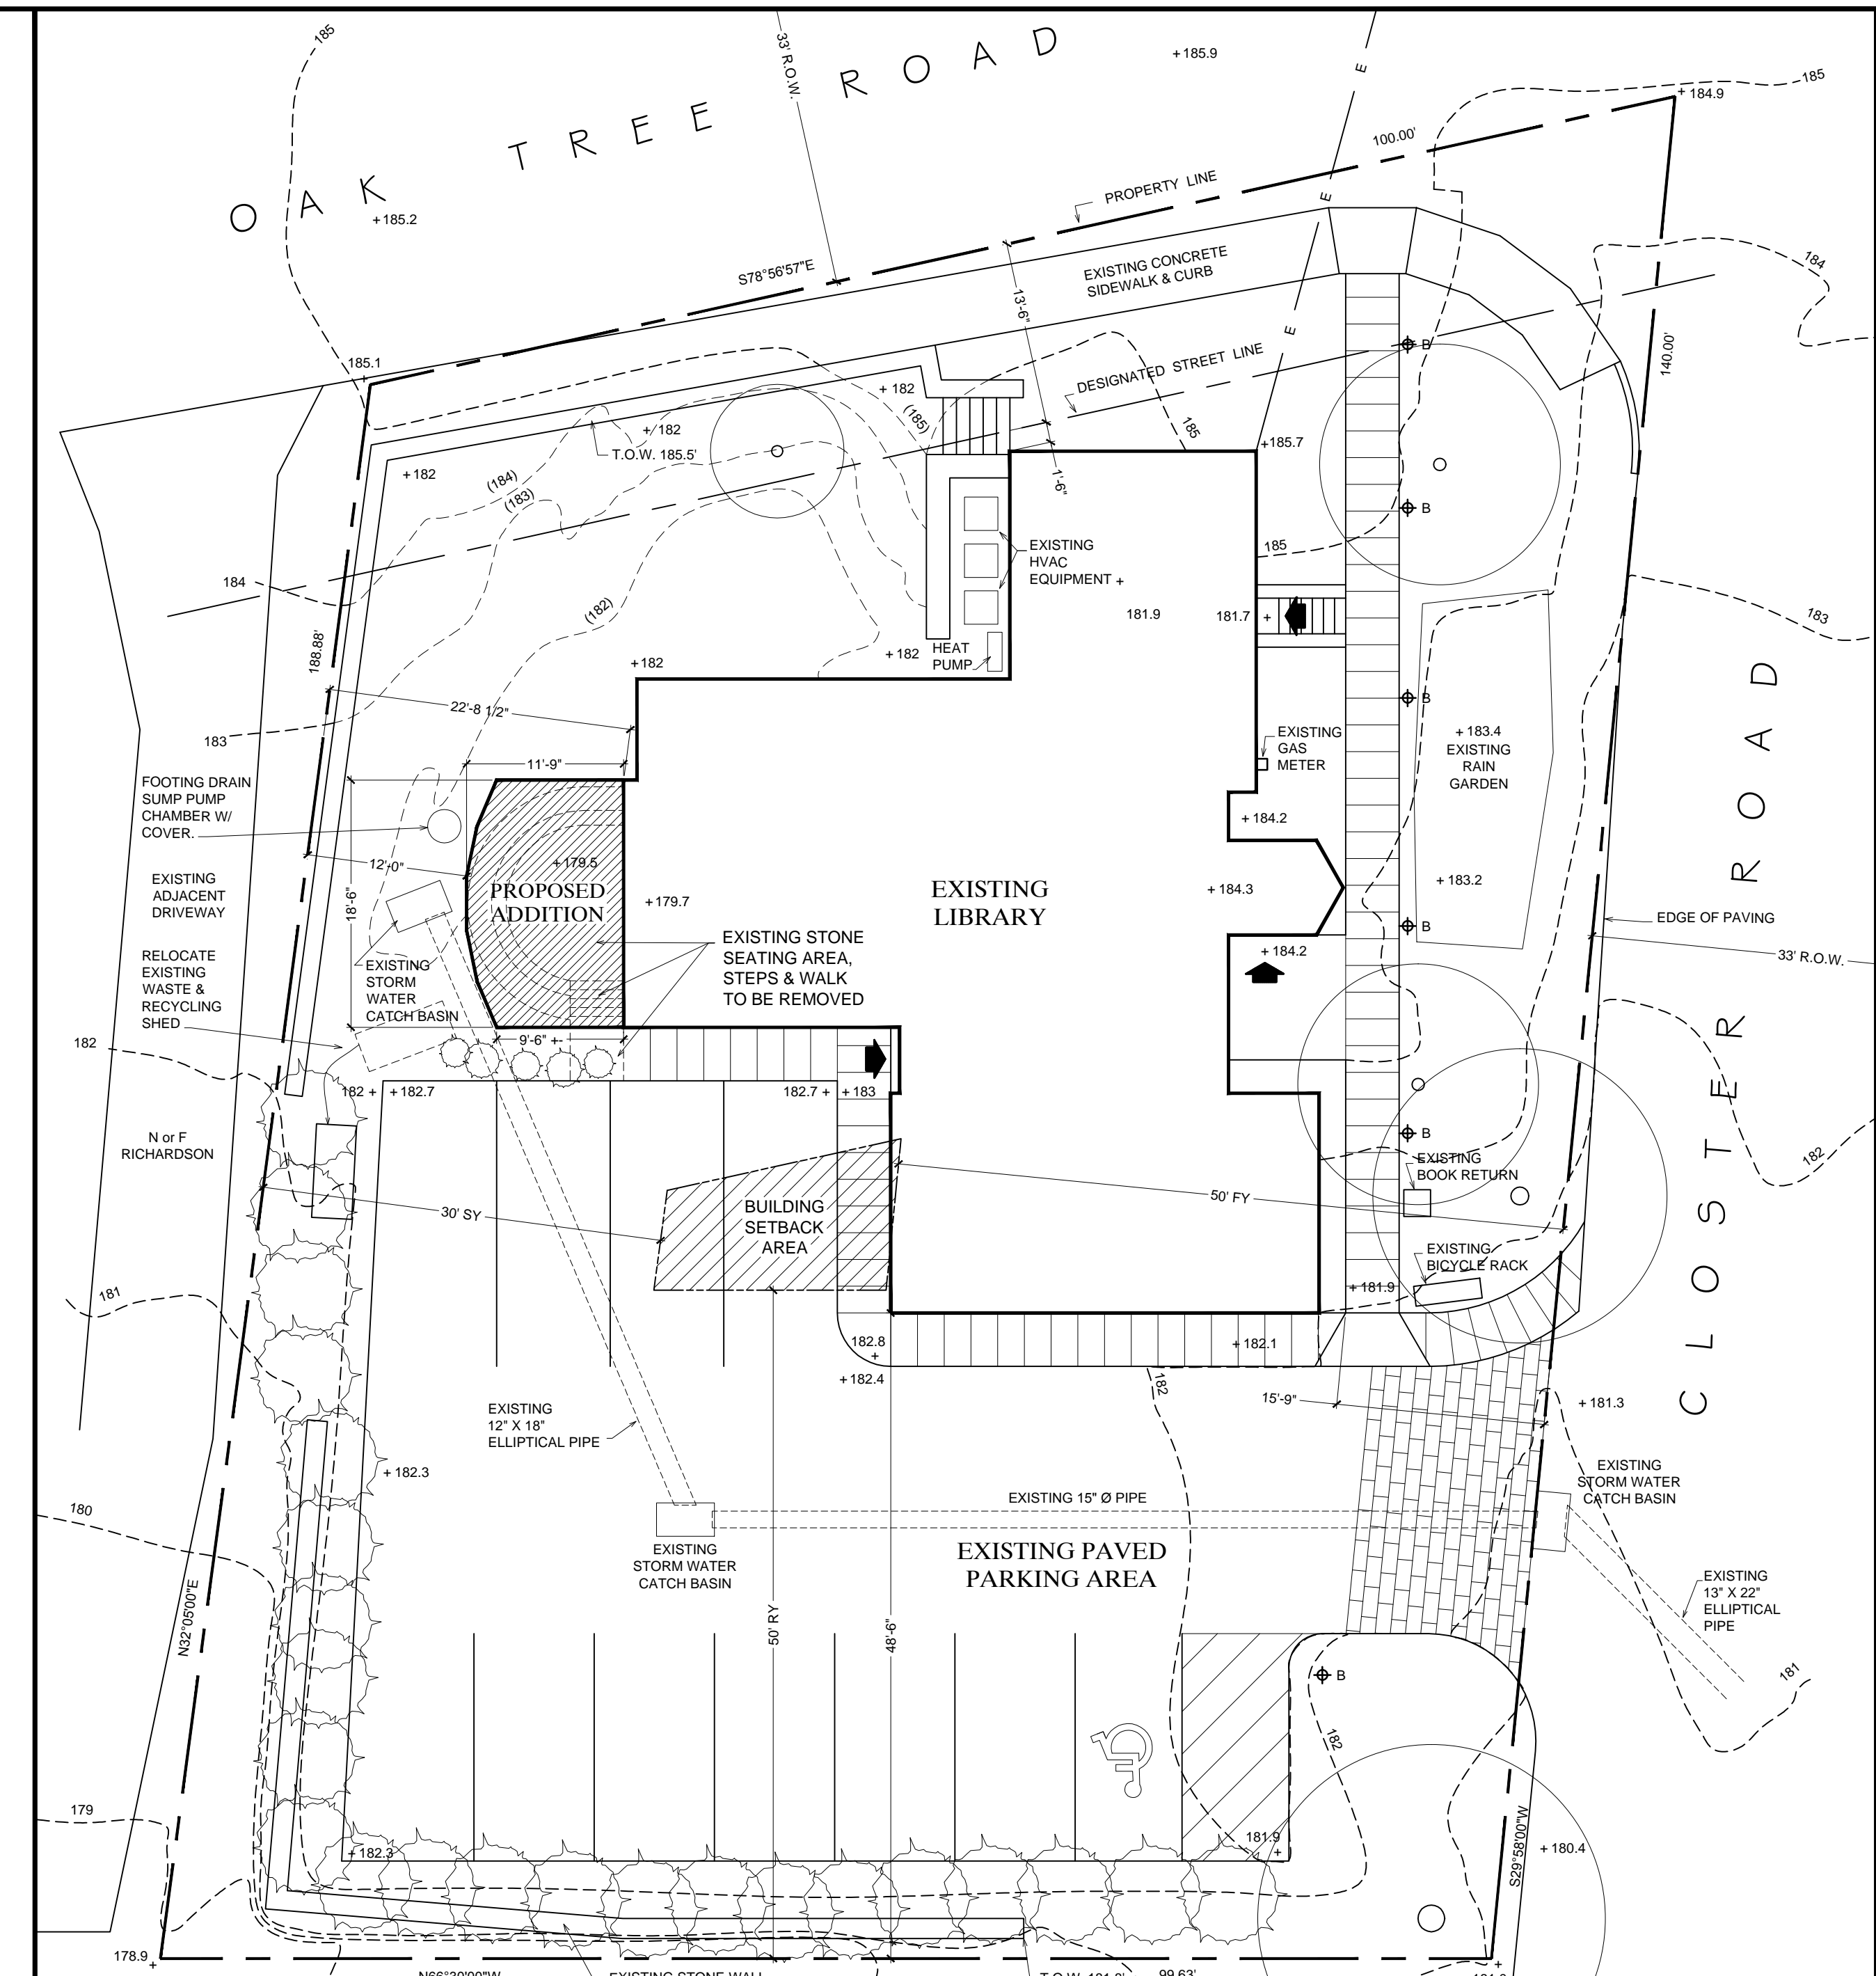 185
33' R.O.W.
OAK TREE ROAD
+185.9
E
185
+ 184.9
100.00'
+185.2
E
PROPERTY LINE
S78°56'57"E
EXISTING CONCRETE
SIDEWALK & CURB
184
13'-6"
E
140.00'
185.1
+
DESIGNATED STREET LINE
B
+ 182
(185)
+ 182
T.O.W. 185.5'
185
+185.7
+182
1'-6"
(184)
(183)
B
EXISTING
HVAC
EQUIPMENT +
185
184
(182)
181.9
181.7 +
183
188.88'
HEAT
PUMP
+182
+182
22'-8 1/2"
B
183
EXISTING
GAS
METER
+ 183.4
EXISTING
RAIN
GARDEN
11'-9"
FOOTING DRAIN
SUMP PUMP
CHAMBER W/
COVER.
+ 184.2
12'-0"
+179.5
PROPOSED
ADDITION
18'-6"
EXISTING
ADJACENT
DRIVEWAY
+179.7
EXISTING
LIBRARY
+ 184.3
+ 183.2
EDGE OF PAVING
B
CLOSTER ROAD
33' R.O.W.
EXISTING STONE
SEATING AREA,
STEPS & WALK
TO BE REMOVED
+ 184.2
RELOCATE
EXISTING
WASTE &
RECYCLING
SHED
EXISTING
STORM
WATER
CATCH BASIN
9'-6" +-
182
182 +
+ 182.7
182.7 +
+ 183
N or F
RICHARDSON
B
EXISTING
BOOK RETURN
182
30' SY
BUILDING
SETBACK
AREA
50' FY
EXISTING
BICYCLE RACK
+ 181.9
181
182.8
+
+ 182.1
+ 182.4
182
15'-9"
+ 181.3
EXISTING
12" X 18"
ELLIPTICAL PIPE
+ 182.3
EXISTING
STORM WATER
CATCH BASIN
180
EXISTING 15" Ø PIPE
EXISTING
STORM WATER
CATCH BASIN
EXISTING PAVED
PARKING AREA
EXISTING
13" X 22"
ELLIPTICAL
PIPE
N32°05'00"E
50' RY
48'-6"
B
181
182
179
+ 182.3
181.9
+
S29°58'00"W
+ 180.4
178.9
+
N66°30'00"W
EXISTING STONE WALL
T.O.W. 181.8'
99.63'
+